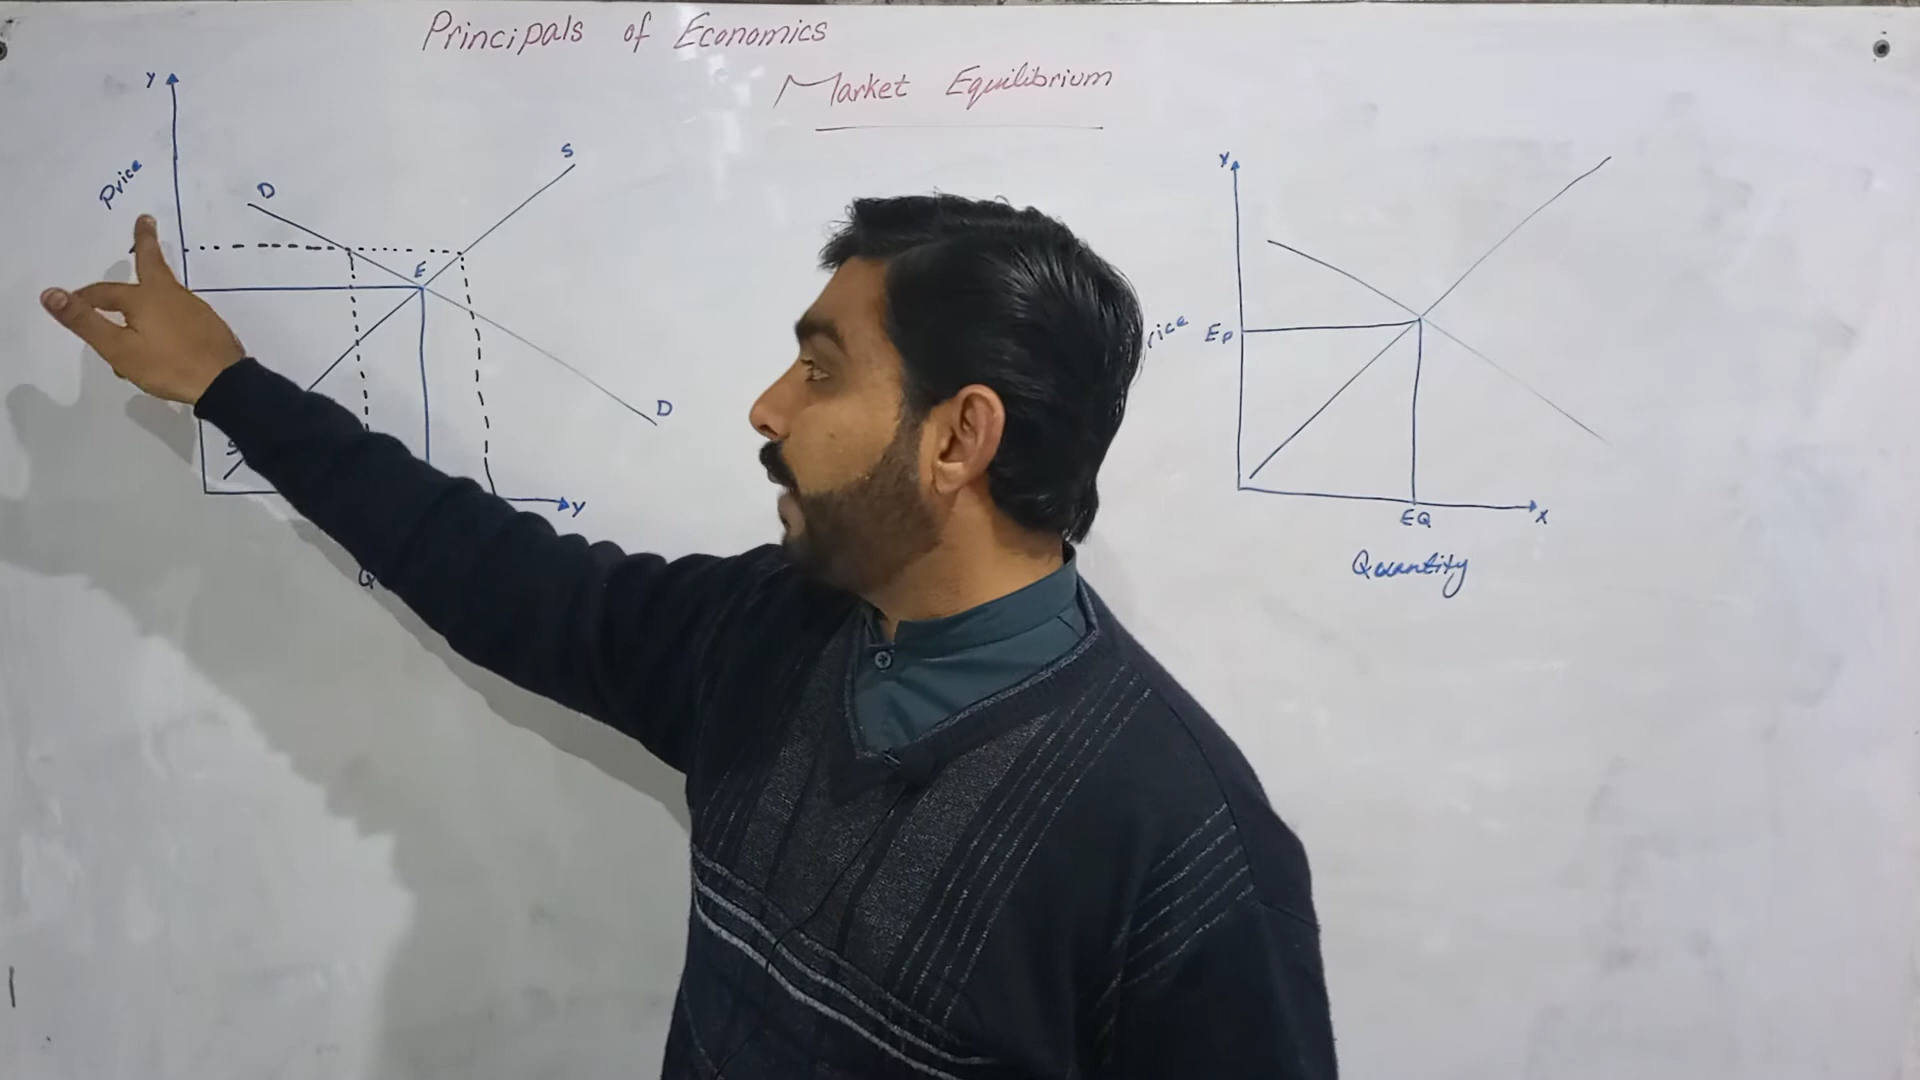 Principals of Economics
Market Equilibrium
Y
Price
D
S
E
D
S
Y
Y
EP
EQ
X
Quantity